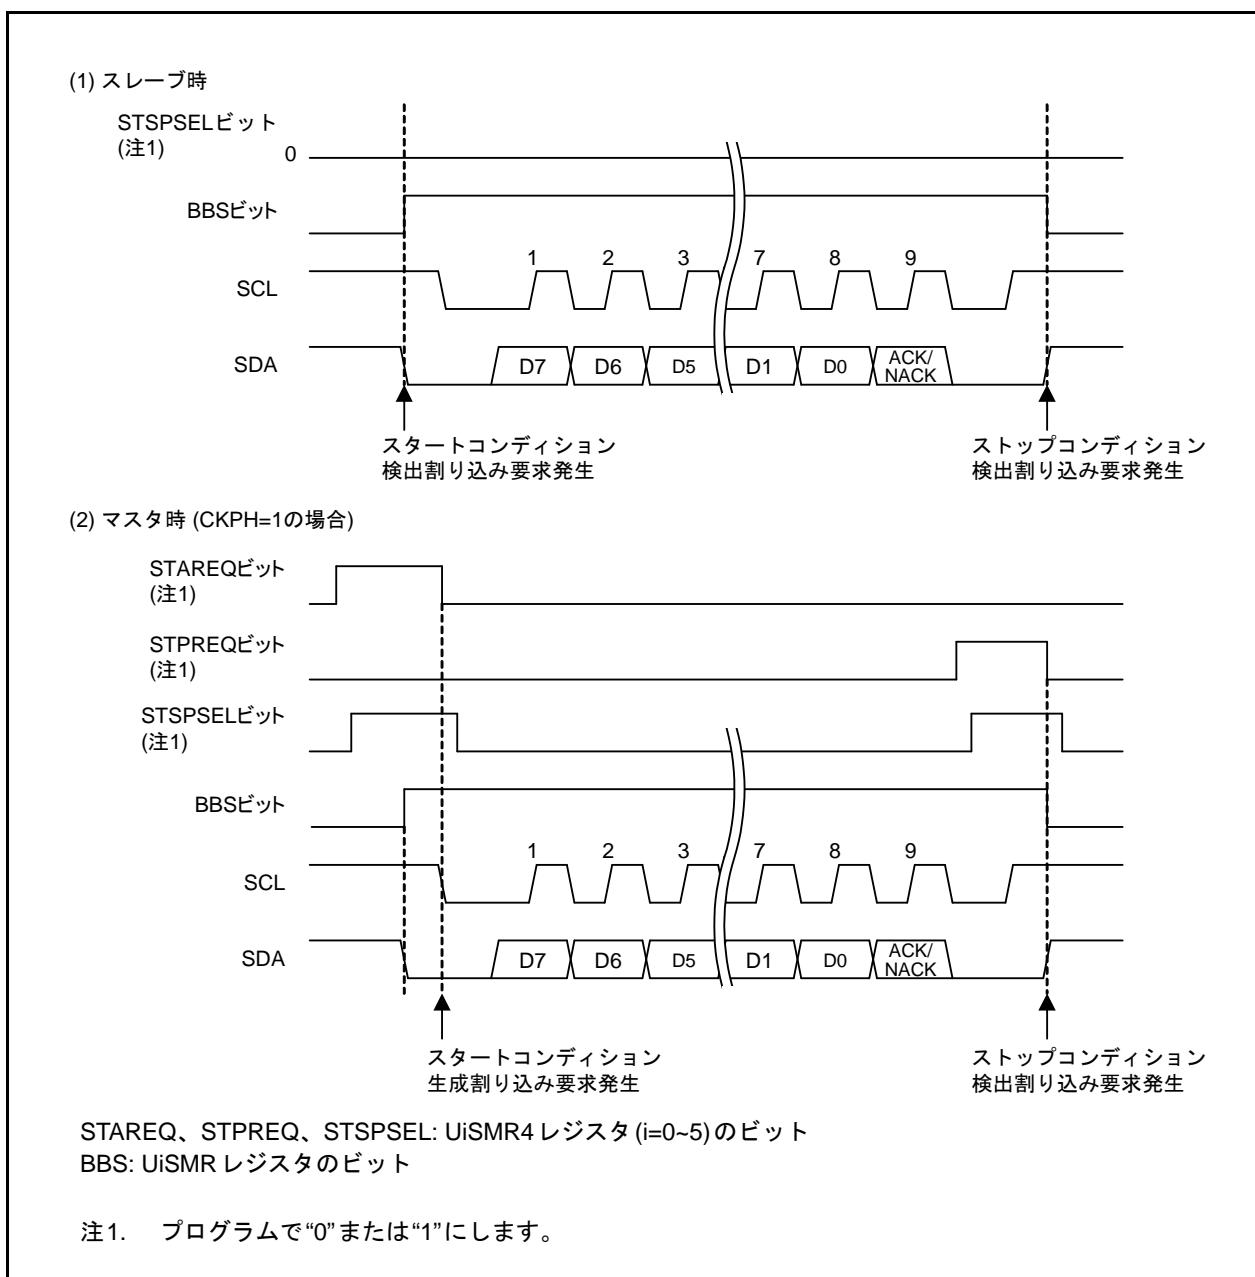 (1) スレーブ時
STSPSELビット
(注1)
0
BBSビット
1 2 3 7 8 9
SCL
SDA
D7 D6 D5 D1 D0 ACK/
NACK
スタートコンディション
検出割り込み要求発生
ストップコンディション
検出割り込み要求発生
(2) マスタ時 (CKPH=1の場合)
STAREQビット
(注1)
STPREQビット
(注1)
STSPSELビット
(注1)
BBSビット
1 2 3 7 8 9
SCL
SDA
D7 D6 D5 D1 D0 ACK/
NACK
スタートコンディション
生成割り込み要求発生
ストップコンディション
検出割り込み要求発生
STAREQ、STPREQ、STSPSEL: UiSMR4レジスタ(i=0~5)のビット
BBS: UiSMRレジスタのビット
注1. プログラムで“0”または“1”にします。